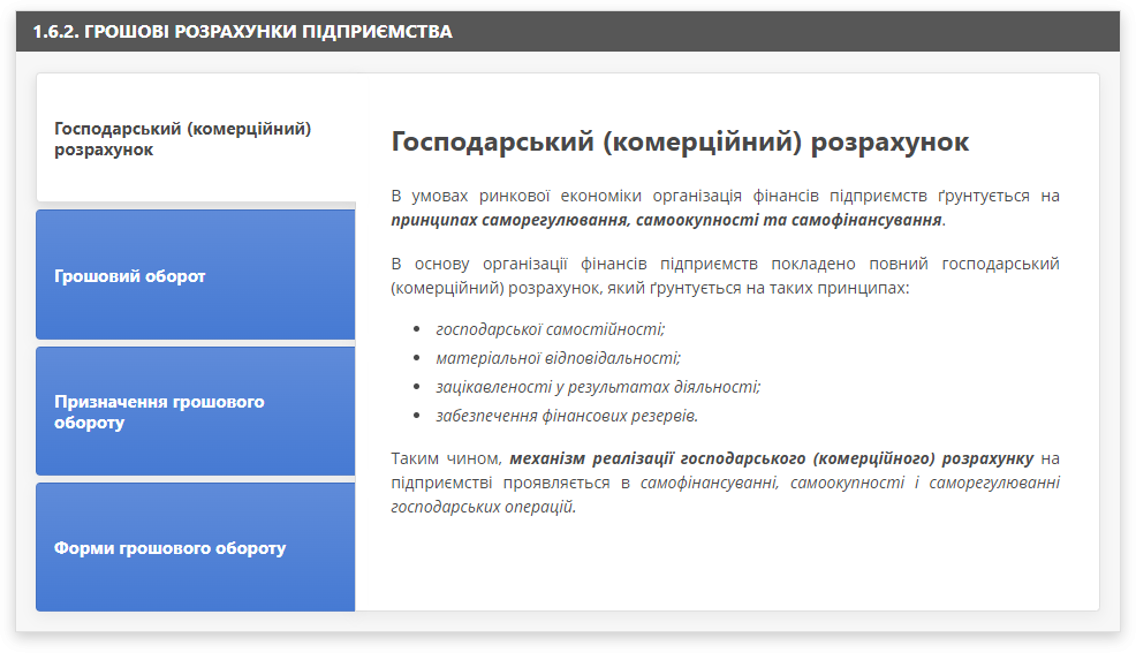 1.6.2. ГРОШОВІ РОЗРАХУНКИ ПІДПРИЄМСТВА
Господарський (комерційний)
розрахунок
Грошовий оборот
Призначення грошового
обороту
Форми грошового обороту
Господарський (комерційний) розрахунок
В умовах ринкової економіки організація фінансів підприємств ґрунтується на
принципах саморегулювання, самоокупності та самофінансування.
В основу організації фінансів підприємств покладено повний господарський
(комерційний) розрахунок, який ґрунтується на таких принципах:
• господарської самостійності;
• матеріальної відповідальності;
• зацікавленості у результатах діяльності;
• забезпечення фінансових резервів.
Таким чином, механізм реалізації господарського (комерційного) розрахунку на
підприємстві проявляється в самофінансуванні, самоокупності і саморегулюванні
господарських операцій.